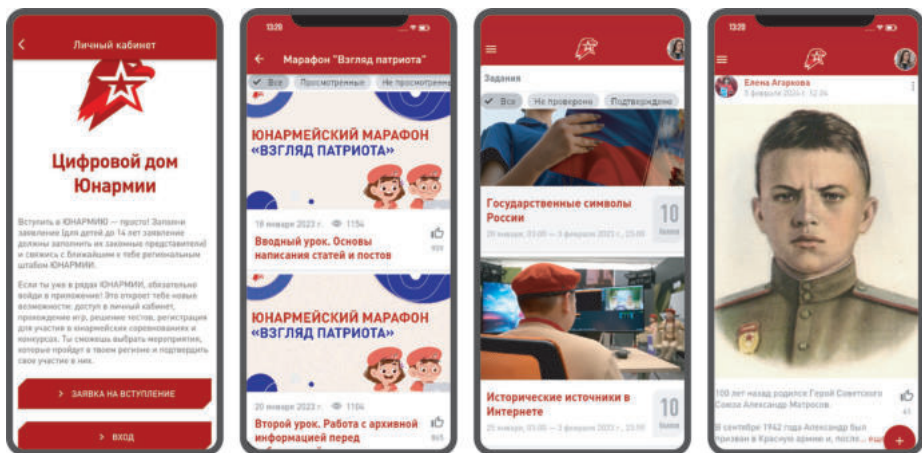 Личный кабинет
Цифровой дом
Юнармии
Вступить в ЮНАРМИЮ — просто! Заполни
заявление (для детей до 14 лет заявление
должны заполнить их законные представители)
и свяжись с ближайшим к тебе региональным
штабом ЮНАРМИИ.
Если ты уже в рядах ЮНАРМИИ, обязательно
войди в приложение! Это откроет тебе новые
возможности: доступ в личный кабинет,
прохождение игр, решение тестов, регистрация
для участия в юнармейских соревнованиях и
конкурсах. Ты сможешь выбрать мероприятия,
которые пройдут в твоем регионе и подтвердить
свое участие в них.
> ЗАЯВКА НА ВСТУПЛЕНИЕ
> ВХОД
13:20
Марафон "Взгляд патриота"
Все Просмотренные Не просмотренные
ЮНАРМЕЙСКИЙ МАРАФОН
«ВЗГЛЯД ПАТРИОТА»
18 января 2023 г. 1154
Вводный урок. Основы
написания статей и постов
ЮНАРМЕЙСКИЙ МАРАФОН
«ВЗГЛЯД ПАТРИОТА»
20 января 2023 г. 1104
Второй урок. Работа с архивной
информацией перед
13:20
Задания
Все Не проверено Подтверждено
Государственные символы
России
10
баллов
Исторические источники в
Интернете
10
баллов
13:20
Елена Агаркова
5 февраля 2024 г. 12:24
100 лет назад родился Герой Советского
Союза Александр Матросов.
В сентябре 1942 года Александр был
призван в Красную армию и, после... ещё